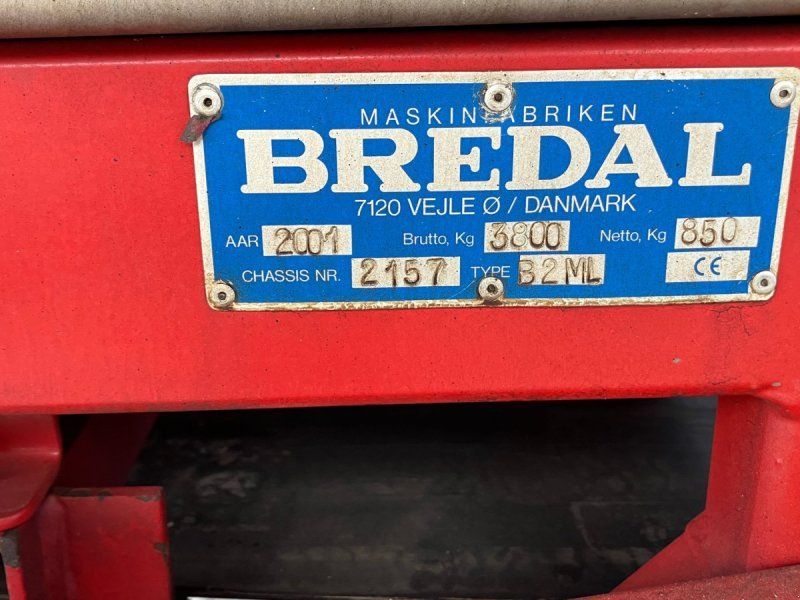 MASKINFABRIKEN
BREDAL
7120 VEJLE Ø / DANMARK
AAR 2001 Brutto, Kg 3800 Netto, Kg 850
CHASSIS NR. 2157 TYPE B2ML CE